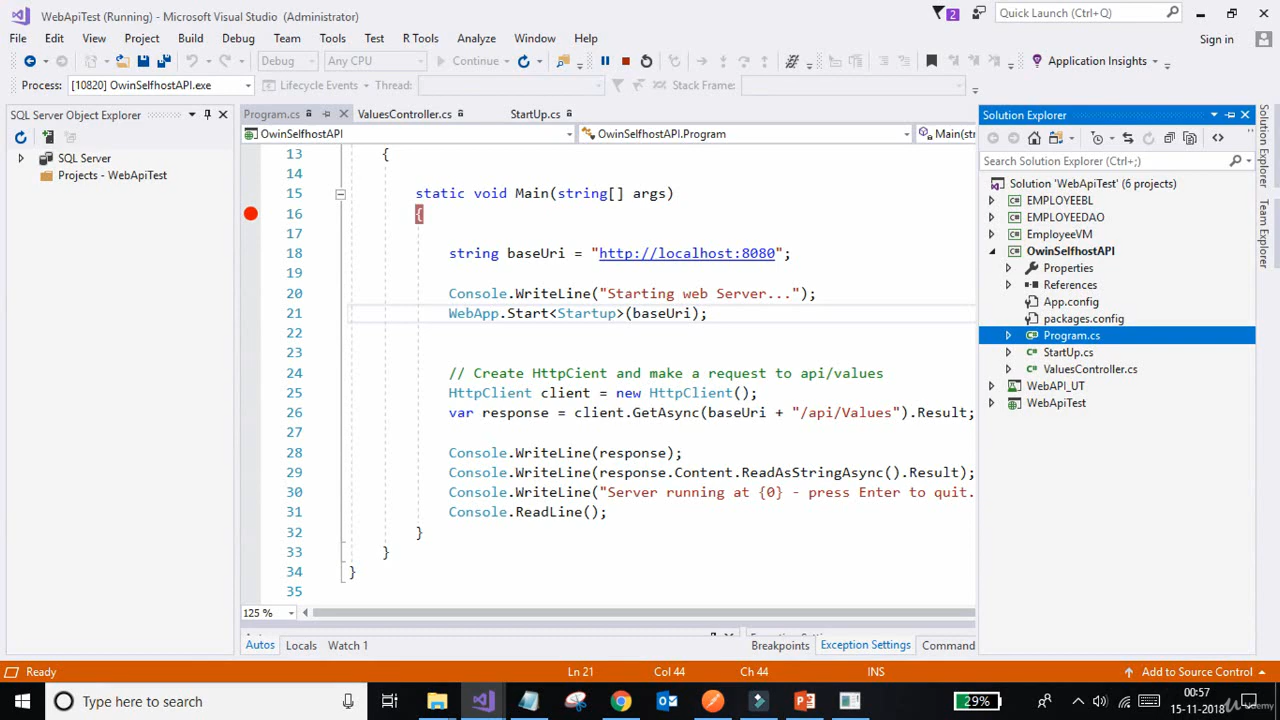 WebApiTest (Running) - Microsoft Visual Studio (Administrator)
2
Quick Launch (Ctrl+Q)
File Edit View Project Build Debug Team Tools Test R Tools Analyze Window Help
Sign in
Debug Any CPU Continue Application Insights
Process: [10820] OwinSelfhostAPI.exe Lifecycle Events Thread: Stack Frame:
SQL Server Object Explorer
SQL Server
Projects - WebApiTest
Program.cs ValuesController.cs StartUp.cs
OwinSelfhostAPI OwinSelfhostAPI.Program Main(str
13 {
14
15 static void Main(string[] args)
16 {
17
18 string baseUri = "http://localhost:8080";
19
20 Console.WriteLine("Starting web Server...");
21 WebApp.Start<Startup>(baseUri);
22
23
24 // Create HttpCient and make a request to api/values
25 HttpClient client = new HttpClient();
26 var response = client.GetAsync(baseUri + "/api/Values").Result;
27
28 Console.WriteLine(response);
29 Console.WriteLine(response.Content.ReadAsStringAsync().Result);
30 Console.WriteLine("Server running at {0} - press Enter to quit.
31 Console.ReadLine();
32 }
33 }
34 }
35
125 %
Autos Locals Watch 1
Breakpoints Exception Settings Command
Solution Explorer
Search Solution Explorer (Ctrl+;)
Solution 'WebApiTest' (6 projects)
EMPLOYEEBL
EMPLOYEEDAO
EmployeeVM
OwinSelfhostAPI
Properties
References
App.config
packages.config
Program.cs
StartUp.cs
ValuesController.cs
WebAPI_UT
WebApiTest
Solution Explorer
Team Explorer
Ready Ln 21 Col 44 Ch 44 INS Add to Source Control
Type here to search
29%
00:57
15-11-2018
Udemy